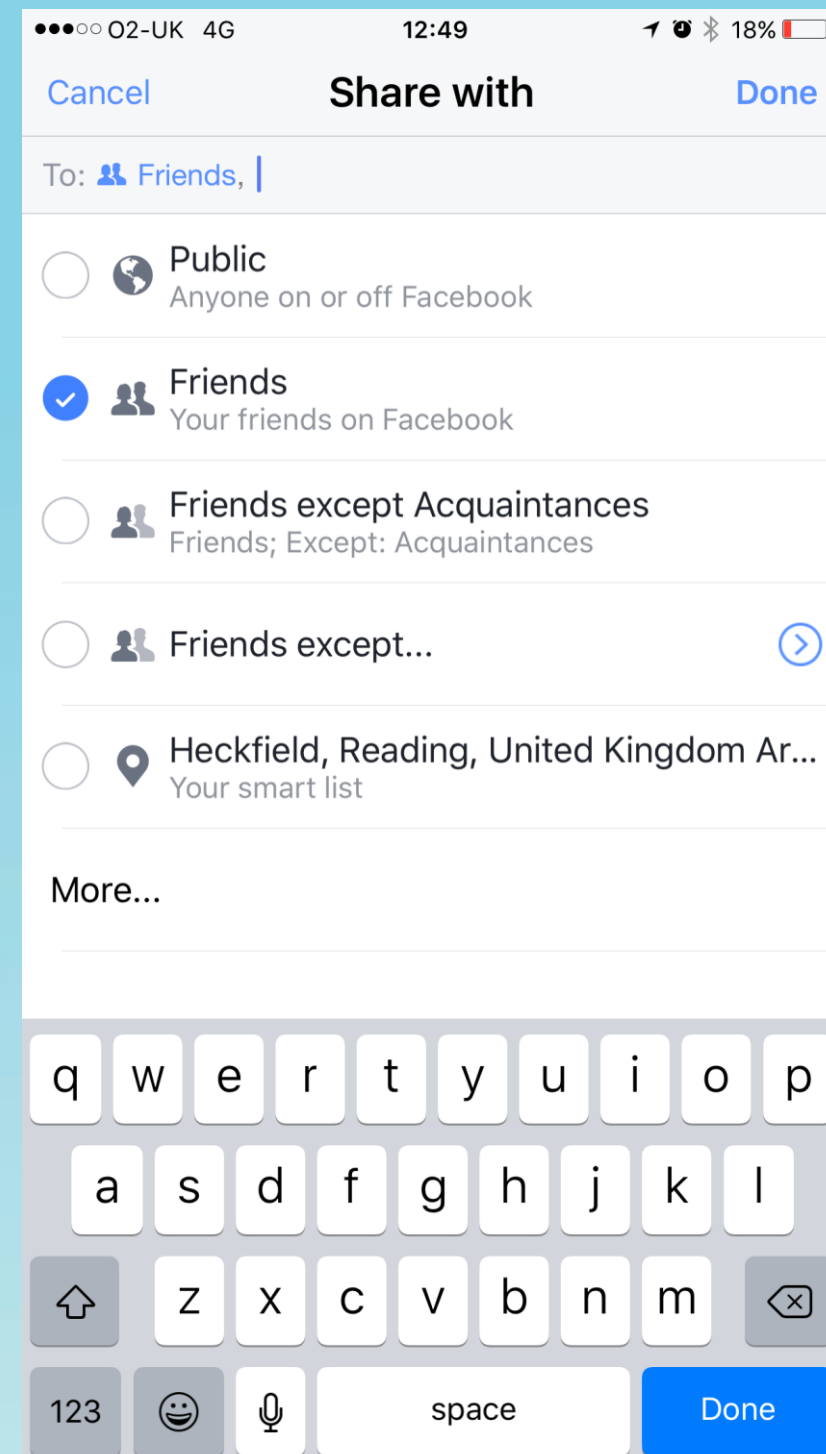 O2-UK 4G 12:49 18%
Cancel Share with Done
To: Friends,
Public
Anyone on or off Facebook
Friends
Your friends on Facebook
Friends except Acquaintances
Friends; Except: Acquaintances
Friends except...
Heckfield, Reading, United Kingdom Ar...
Your smart list
More...
q w e r t y u i o p
a s d f g h j k l
z x c v b n m
123 space Done